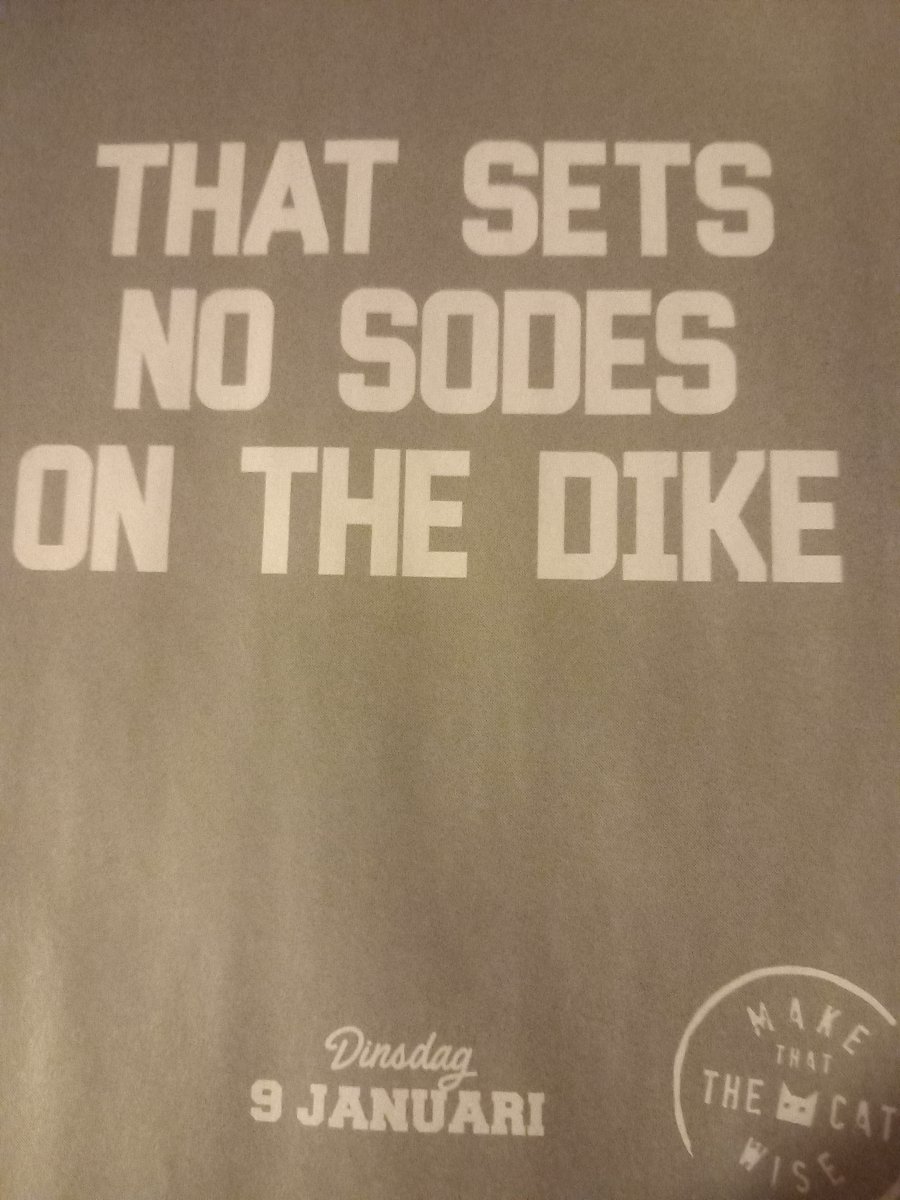 THAT SETS
NO SODES
ON THE DIKE
Dinsdag
9 JANUARI
MAKE
THAT
THE CAT
WISE